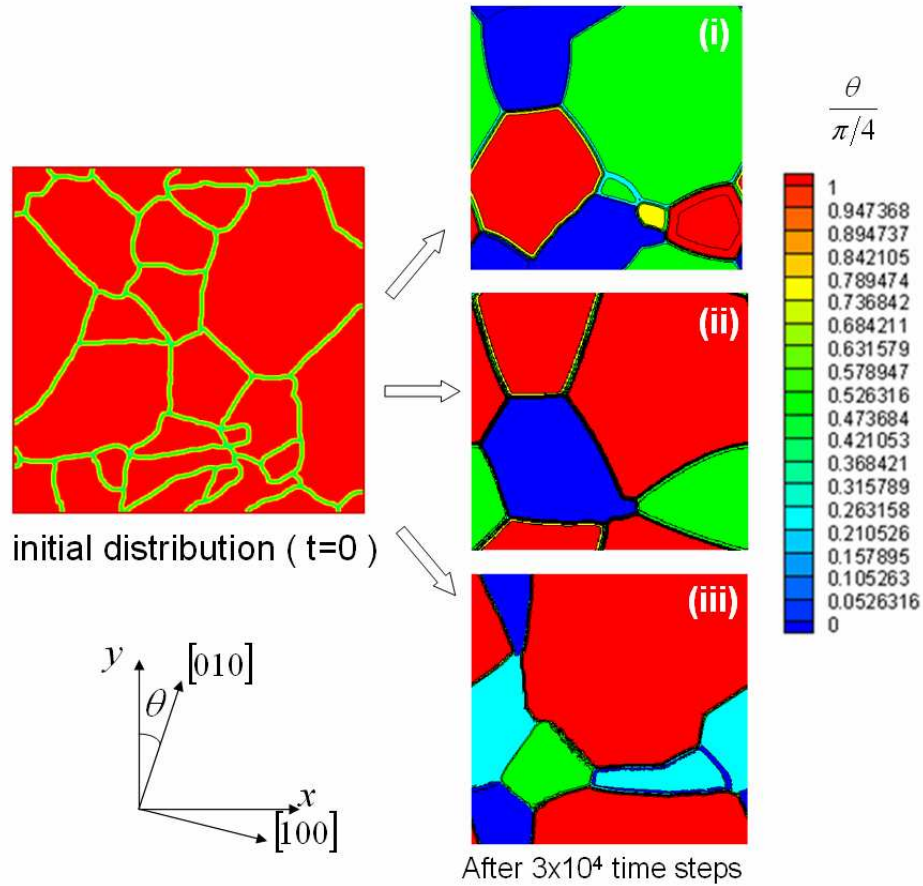 (i)
θ
π/4
1
0.947368
0.894737
0.842105
0.789474
0.736842
0.684211
0.631579
0.578947
0.526316
0.473684
0.421053
0.368421
0.315789
0.263158
0.210526
0.157895
0.105263
0.0526316
0
(ii)
initial distribution ( t=0 )
(iii)
y
[010]
θ
x
[100]
After 3x10⁴ time steps